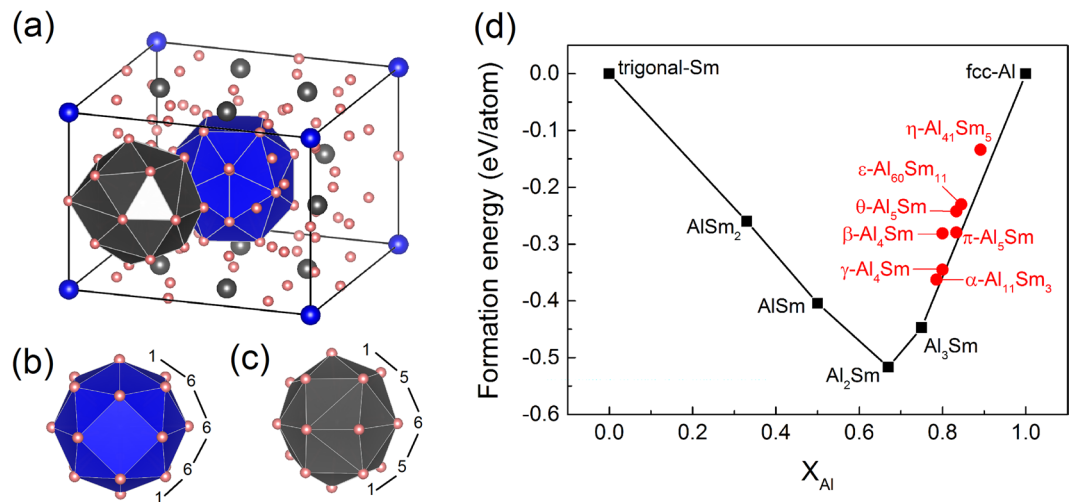 (a)
(b)
1
6
6
6
1
(c)
1
5
6
5
1
(d)
Formation energy (eV/atom)
0.0
-0.1
-0.2
-0.3
-0.4
-0.5
-0.6
trigonal-Sm
fcc-Al
η-Al₄₁Sm₅
ε-Al₆₀Sm₁₁
θ-Al₅Sm
β-Al₄Sm
π-Al₅Sm
γ-Al₄Sm
α-Al₁₁Sm₃
AlSm₂
AlSm
Al₃Sm
Al₂Sm
0.0 0.2 0.4 0.6 0.8 1.0
X_Al